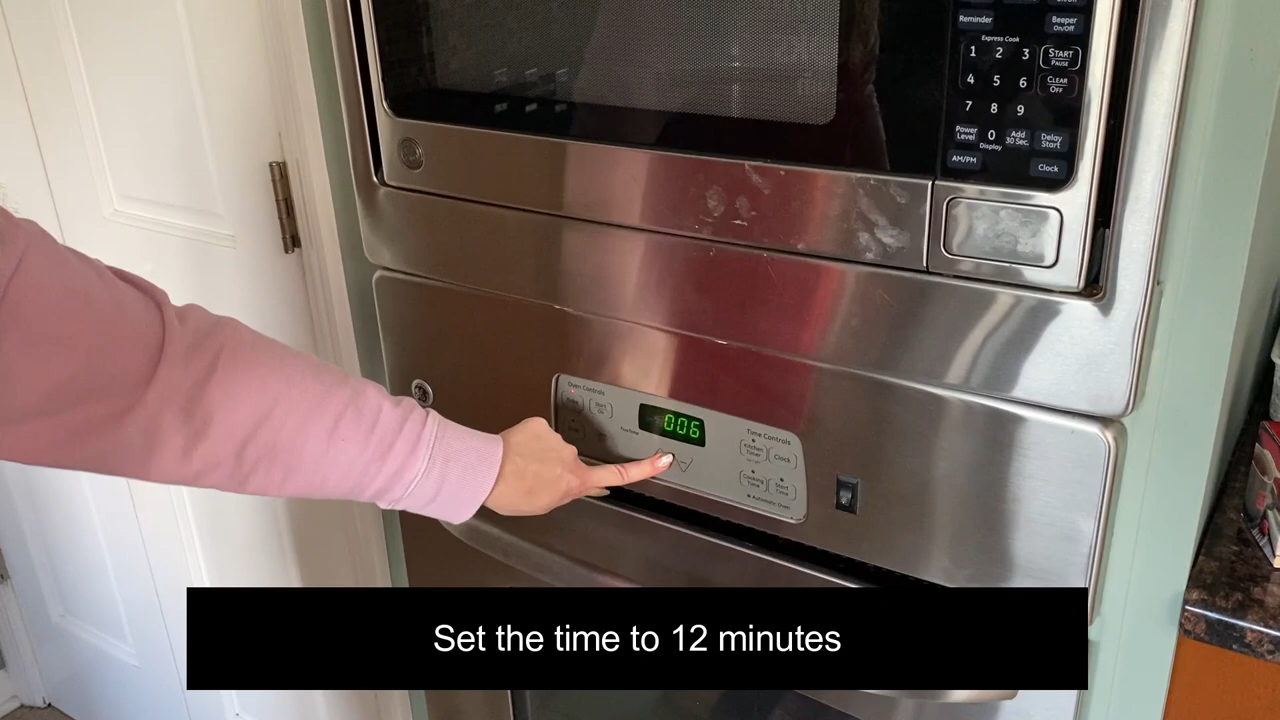 Reminder
Beeper
On/Off
Express Cook
1 2 3
START
PAUSE
4 5 6
CLEAR
OFF
7 8 9
Power
Level
0
Display
Add
30 Sec.
Delay
Start
AM/PM
Clock
Oven Controls
Start
006
Time Controls
Kitchen
Timer
Clock
Cooking
Time
Start
Time
Automatic Oven
Set the time to 12 minutes